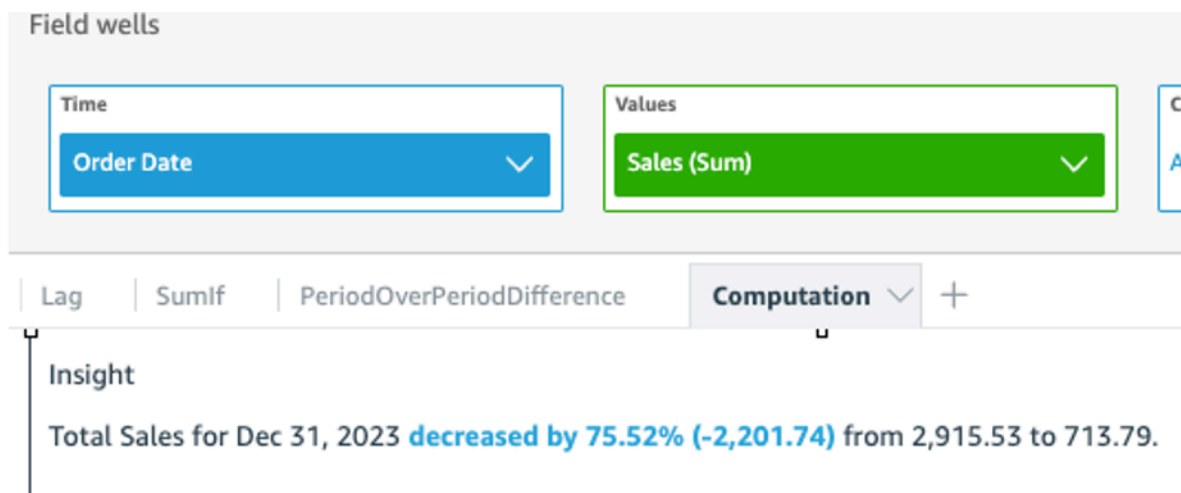 Field wells
Time
Values
C
Order Date
Sales (Sum)
A
Lag
SumIf
PeriodOverPeriodDifference
Computation
Insight
Total Sales for Dec 31, 2023 decreased by 75.52% (-2,201.74) from 2,915.53 to 713.79.